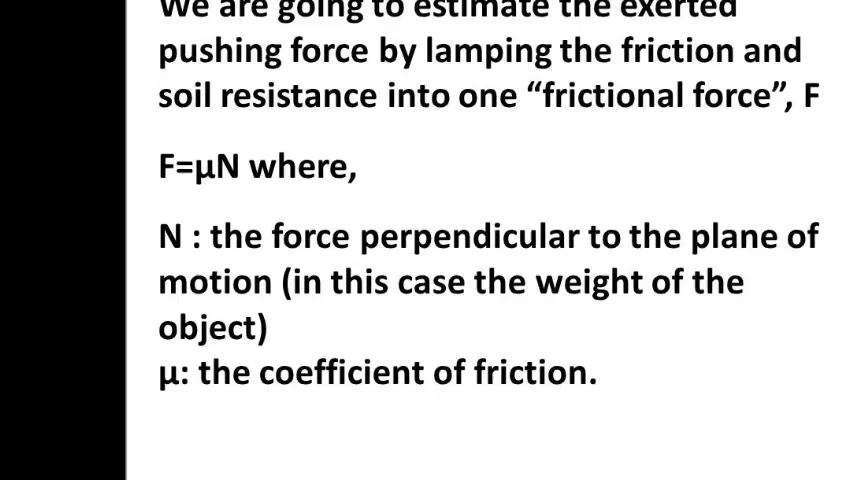 We are going to estimate the exerted
pushing force by lamping the friction and
soil resistance into one “frictional force”, F
F=μN where,
N : the force perpendicular to the plane of
motion (in this case the weight of the
object)
μ: the coefficient of friction.